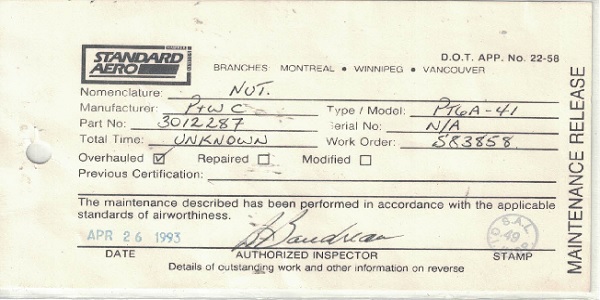 STANDARD AERO
D.O.T. APP. No. 22-58
BRANCHES MONTREAL • WINNIPEG • VANCOUVER
Nomenclature: NUT.
Manufacturer: P+WC Type / Model: PT6A-41
Part No: 3012287 Serial No: N/A
Total Time: UNKNOWN Work Order: 583858.
Overhauled ☑ Repaired ☐ Modified ☐
Previous Certification:
The maintenance described has been performed in accordance with the applicable
standards of airworthiness.
APR 26 1993
DATE AUTHORIZED INSPECTOR STAMP
S.A.L. 49
Details of outstanding work and other information on reverse
MAINTENANCE RELEASE